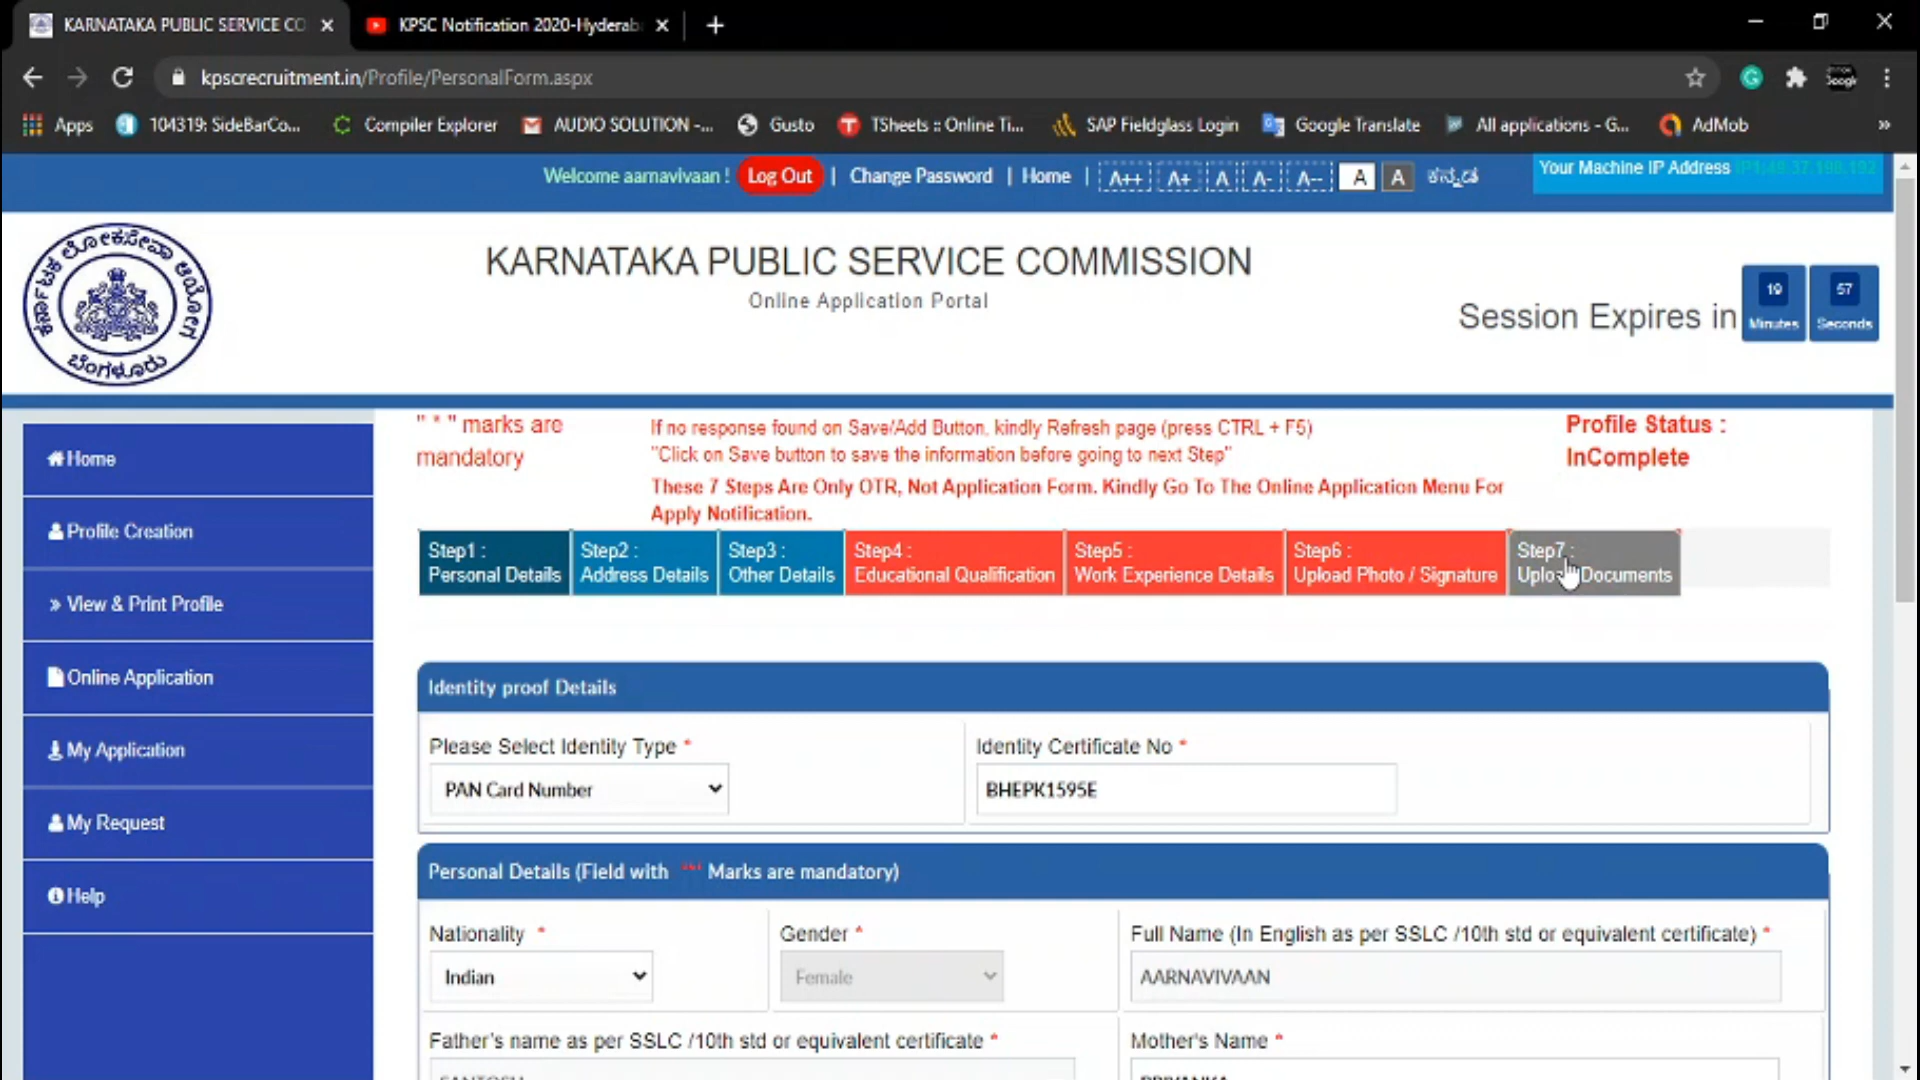 KARNATAKA PUBLIC SERVICE CO
KPSC Notification 2020-Hyderab
kpscrecruitment.in/Profile/PersonalForm.aspx
Apps 104319: SideBarCo... Compiler Explorer AUDIO SOLUTION -... Gusto TSheets :: Online Ti... SAP Fieldglass Login Google Translate All applications - G... AdMob »
Welcome aarnavivaan ! Log Out | Change Password | Home | A++ A+ A A- A-- A A ಕನ್ನಡ
Your Machine IP Address
ಕರ್ನಾಟಕ ಲೋಕಸೇವಾ ಆಯೋಗ
ಬೆಂಗಳೂರು
KARNATAKA PUBLIC SERVICE COMMISSION
Online Application Portal
Session Expires in
19 Minutes
57 Seconds
Home
Profile Creation
» View & Print Profile
Online Application
My Application
My Request
Help
" * " marks are mandatory
If no response found on Save/Add Button, kindly Refresh page (press CTRL + F5)
"Click on Save button to save the information before going to next Step"
These 7 Steps Are Only OTR, Not Application Form. Kindly Go To The Online Application Menu For
Apply Notification.
Profile Status :
InComplete
Step1 :
Personal Details
Step2 :
Address Details
Step3 :
Other Details
Step4 :
Educational Qualification
Step5 :
Work Experience Details
Step6 :
Upload Photo / Signature
Step7 :
Upload Documents
Identity proof Details
Please Select Identity Type *
PAN Card Number
Identity Certificate No *
BHEPK1595E
Personal Details (Field with "*" Marks are mandatory)
Nationality *
Indian
Gender *
Female
Full Name (In English as per SSLC /10th std or equivalent certificate) *
AARNAVIVAAN
Father's name as per SSLC /10th std or equivalent certificate *
Mother's Name *